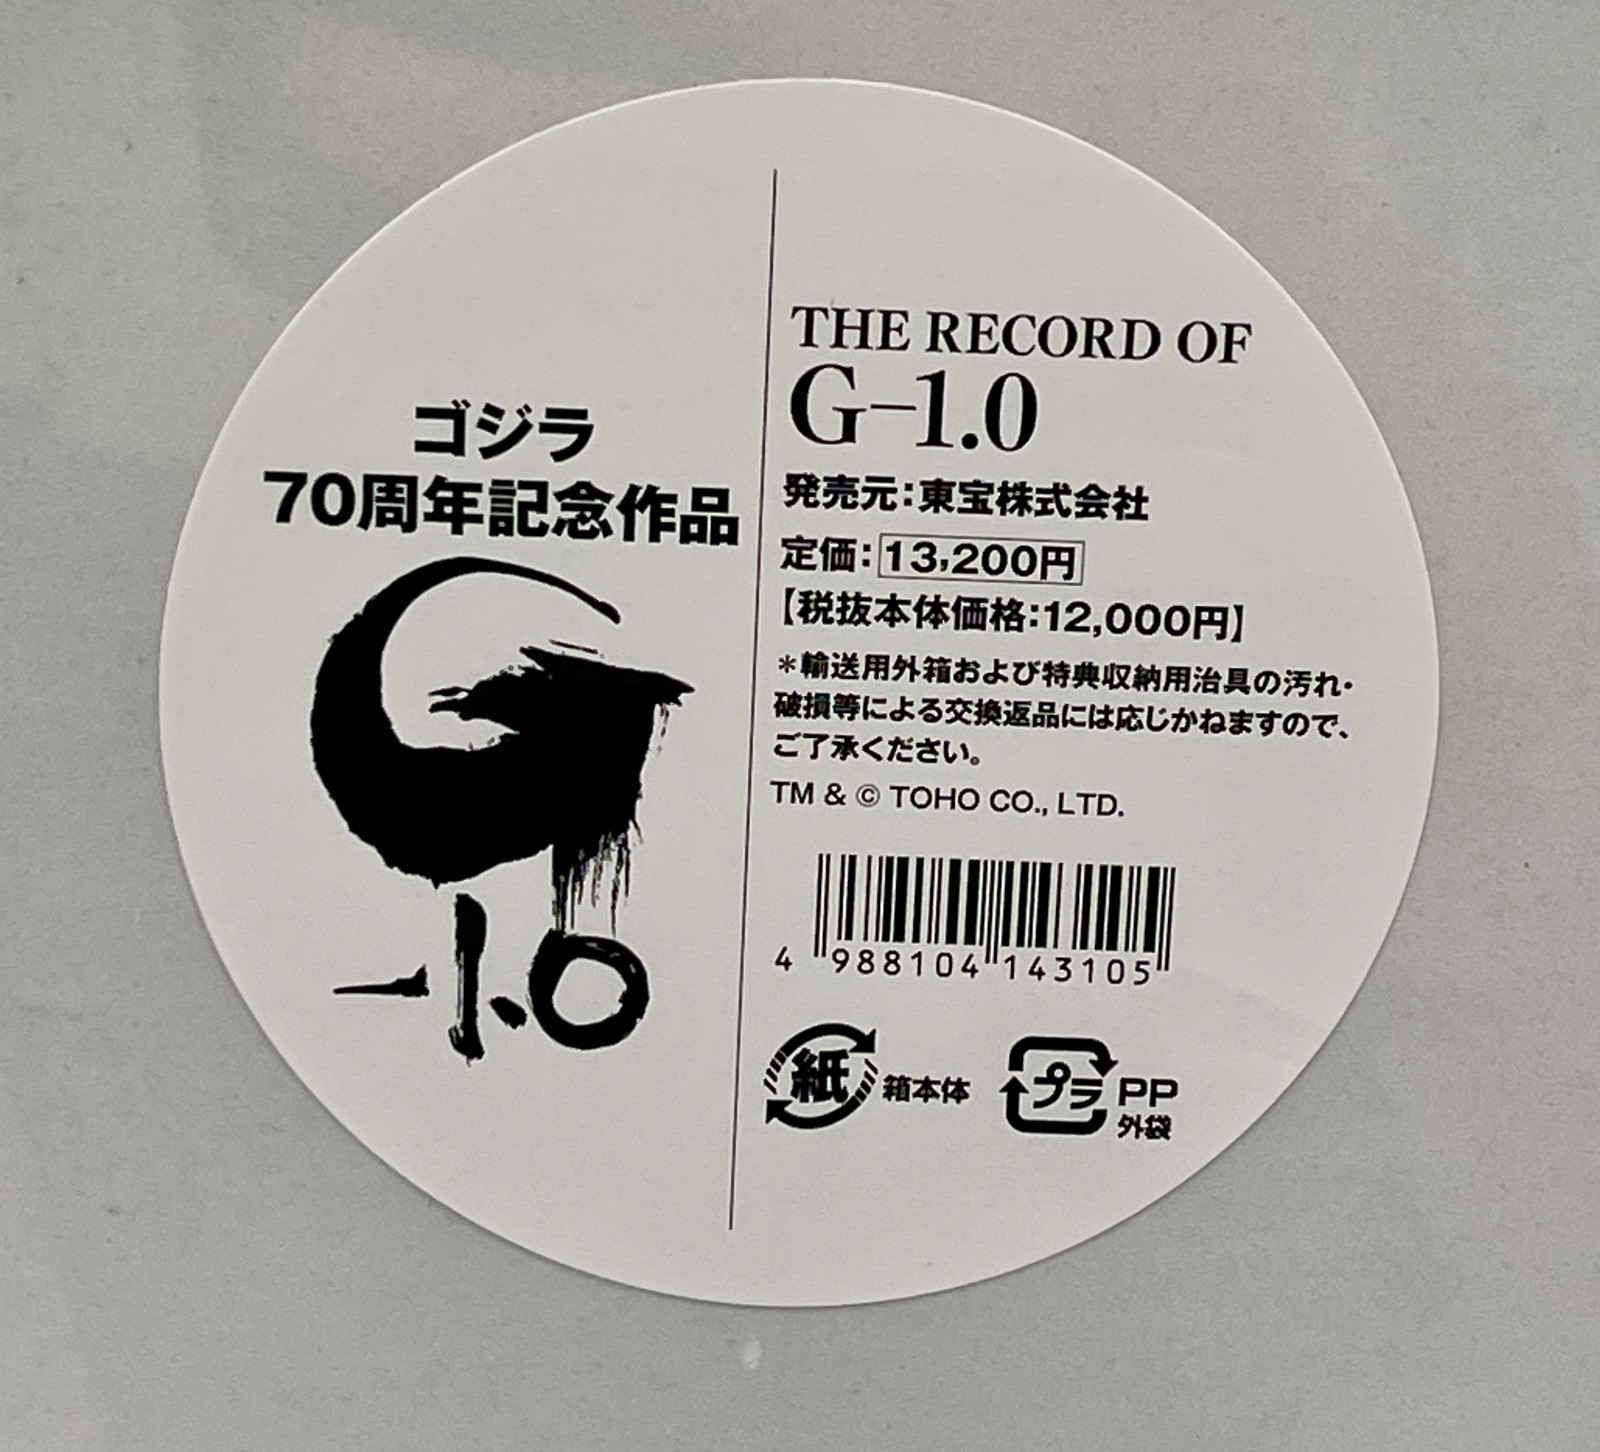 ゴジラ
70周年記念作品
G
-1.0
THE RECORD OF
G-1.0
発売元:東宝株式会社
定価:13,200円
【税抜本体価格:12,000円】
*輸送用外箱および特典収納用治具の汚れ・
破損等による交換返品には応じかねますので、
ご了承ください。
TM & © TOHO CO., LTD.
4 988104 143105
紙 箱本体
プラ PP
外袋